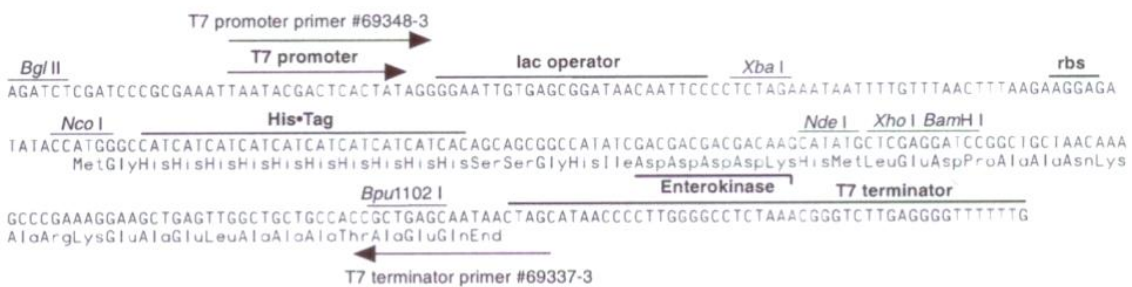 T7 promoter primer #69348-3
Bgl II T7 promoter lac operator Xba I rbs
AGATCTCGATCCCGCGAAATTAATACGACTCACTATAGGGGAATTGTGAGCGGATAACAATTCCCCTCTAGAAATAATTTTGTTTAACTTTAAGAAGGAGA
Nco I His•Tag Nde I Xho I BamH I
TATACCATGGGCCATCATCATCATCATCATCATCATCATCACAGCAGCGGCCATATCGACGACGACGACAAGCATATGCTCGAGGATCCGGCTGCTAACAAA
MetGlyHisHisHisHisHisHisHisHisHisHisSerSerGlyHisIleAspAspAspAspLysHisMetLeuGluAspProAlaAlaAsnLys
Bpu1102 I Enterokinase T7 terminator
GCCCGAAAGGAAGCTGAGTTGGCTGCTGCCACCGCTGAGCAATAACTAGCATAACCCCTTGGGGCCTCTAAACGGGTCTTGAGGGGTTTTTTG
AlaArgLysGluAlaGluLeuAlaAlaAlaThrAlaGluGlnEnd
T7 terminator primer #69337-3